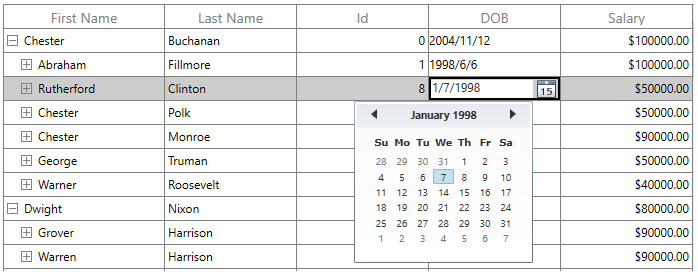 First Name Last Name Id DOB Salary
Chester Buchanan 0 2004/11/12 $100000.00
Abraham Fillmore 1 1998/6/6 $100000.00
Rutherford Clinton 8 1/7/1998 15 $50000.00
Chester Polk $50000.00
Chester Monroe $90000.00
George Truman $50000.00
Warner Roosevelt $40000.00
Dwight Nixon $80000.00
Grover Harrison $90000.00
Warren Harrison $90000.00
January 1998
Su Mo Tu We Th Fr Sa
28 29 30 31 1 2 3
4 5 6 7 8 9 10
11 12 13 14 15 16 17
18 19 20 21 22 23 24
25 26 27 28 29 30 31
1 2 3 4 5 6 7